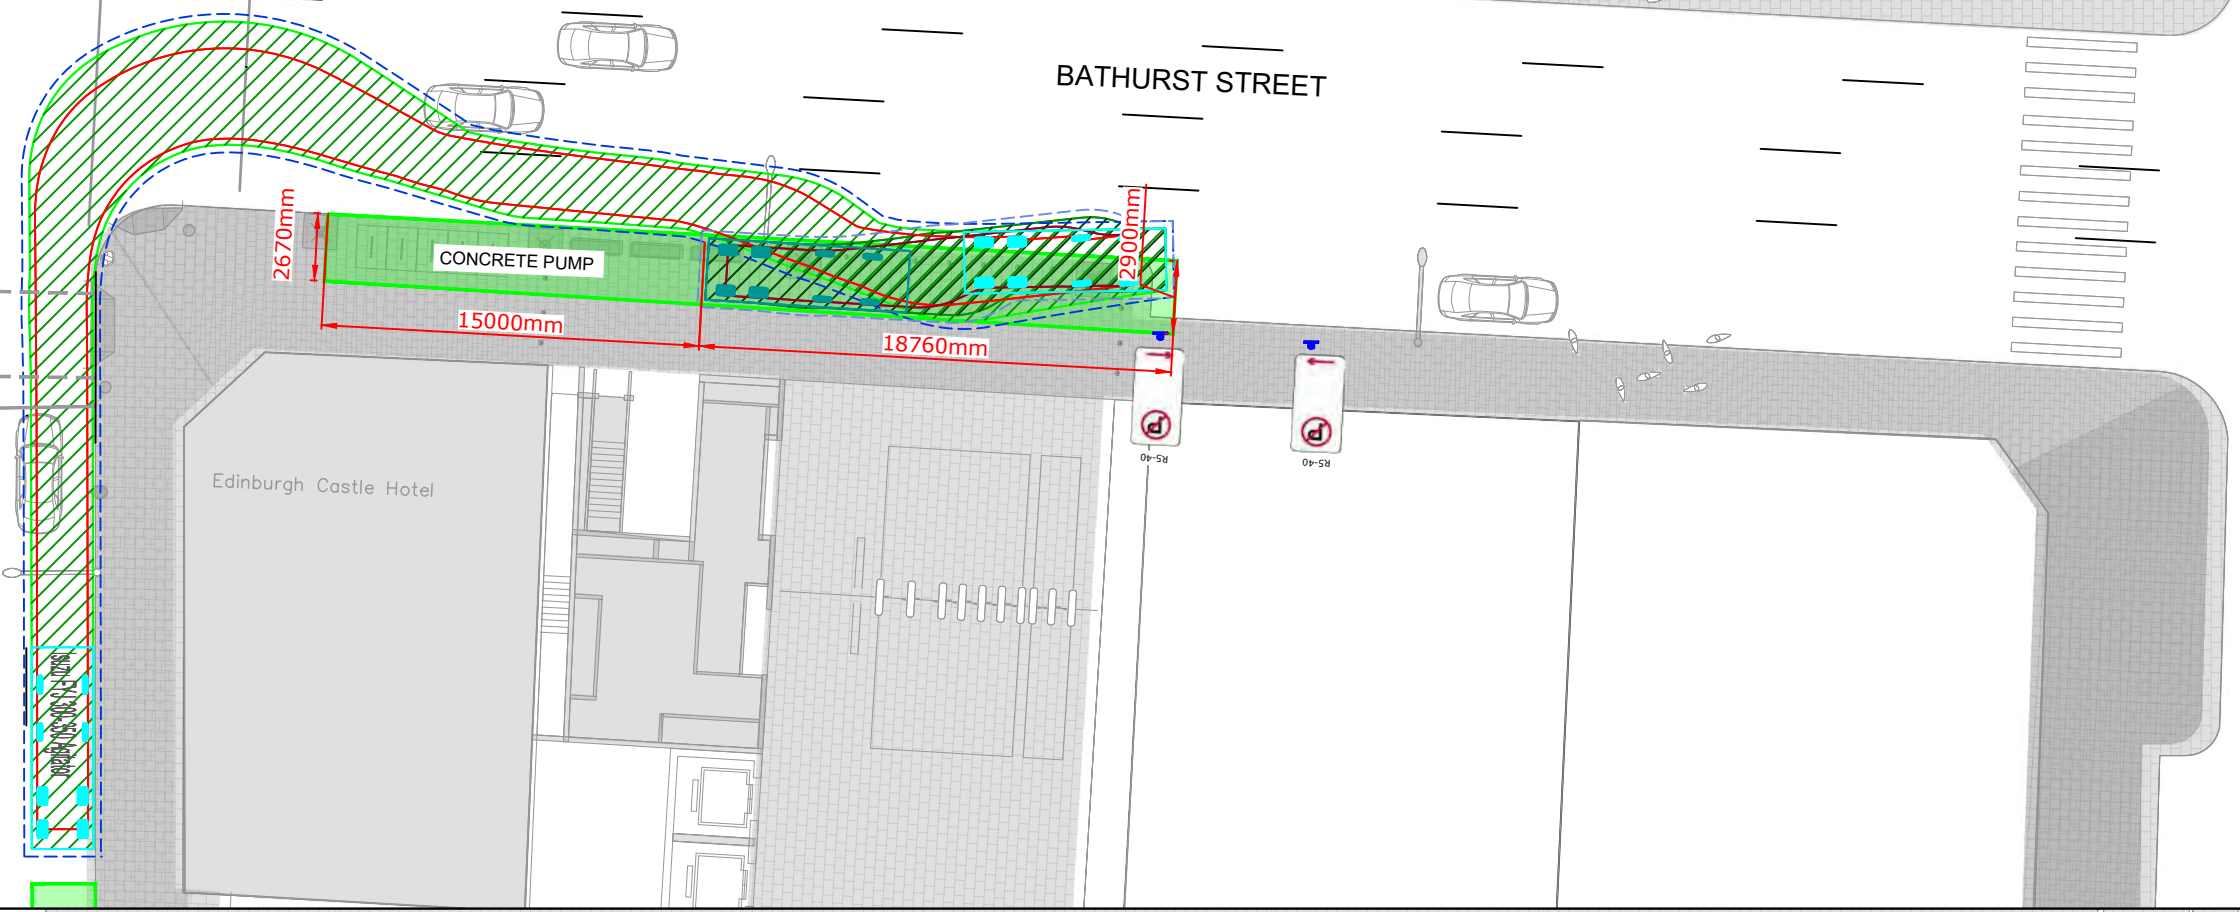 BATHURST STREET
2670mm
CONCRETE PUMP
2900mm
15000mm
18760mm
Edinburgh Castle Hotel
R5-40
R5-40